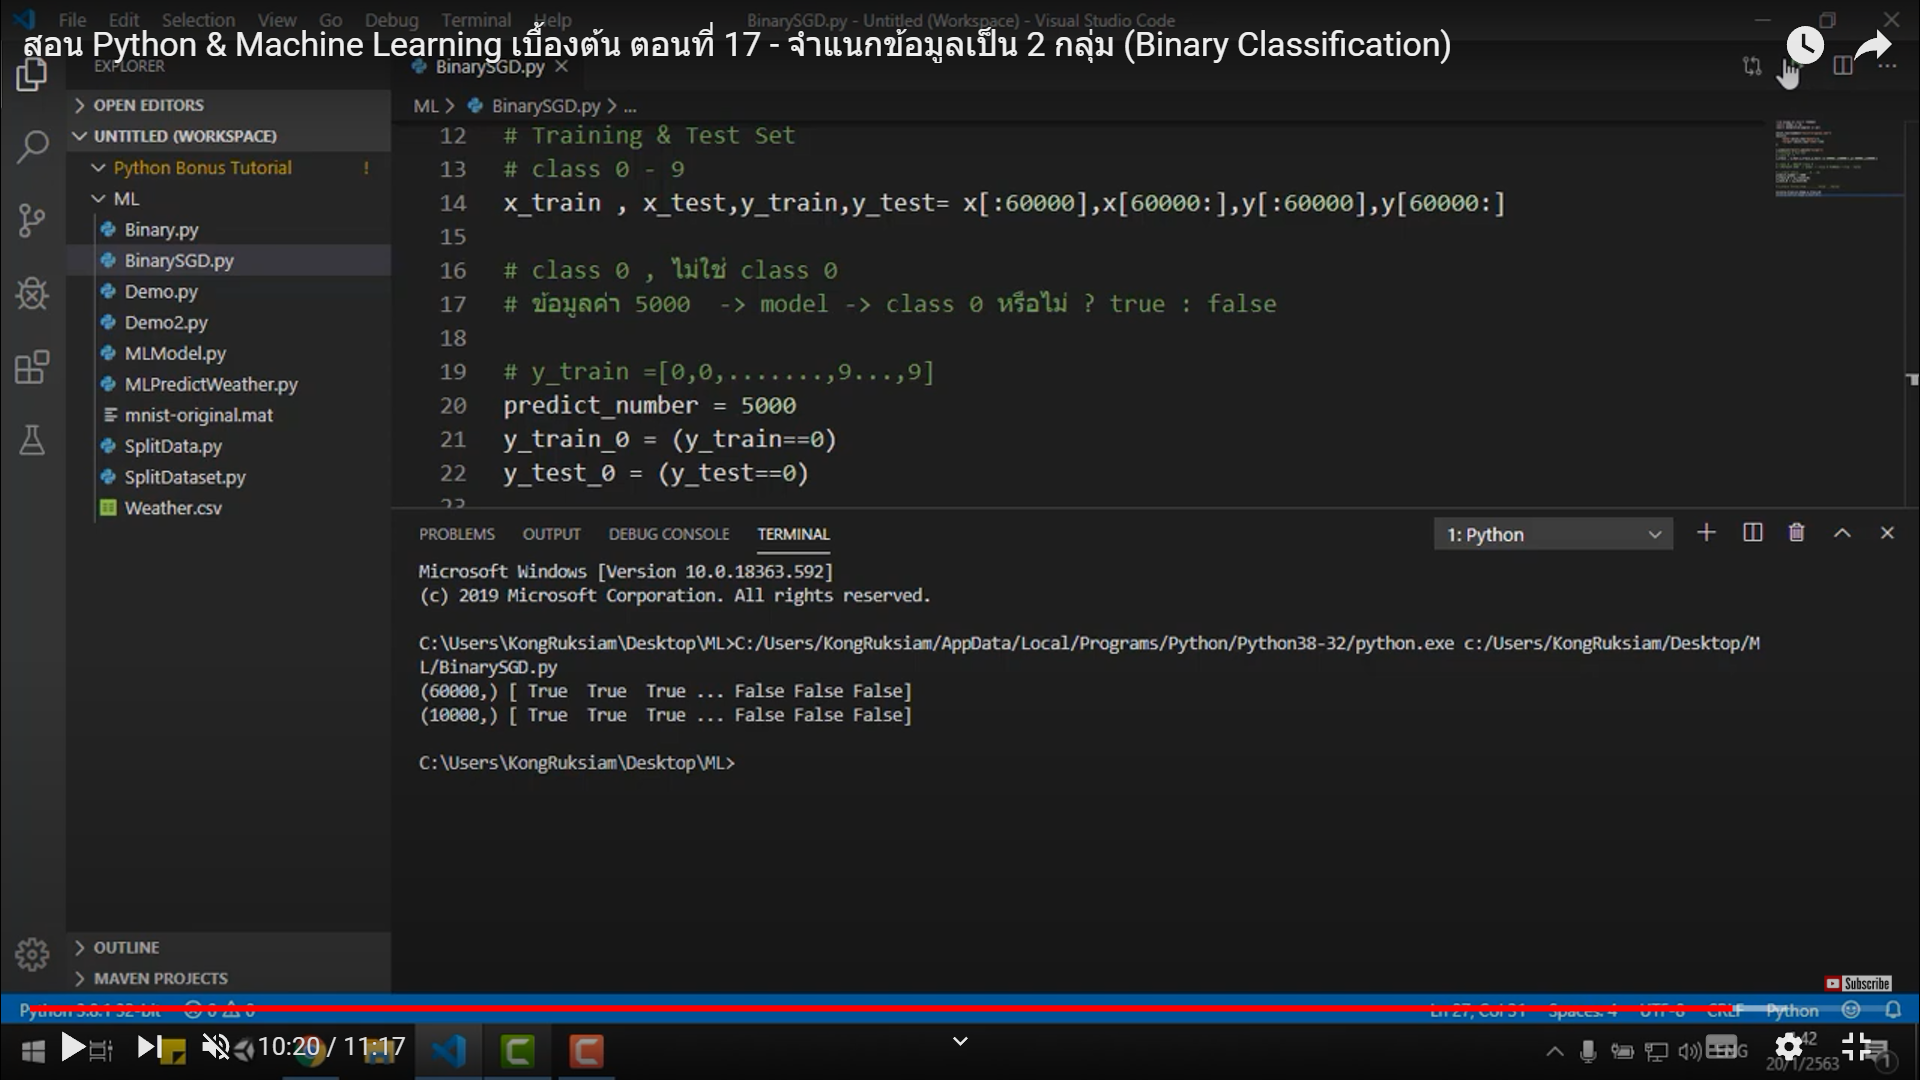 File Edit Selection View Go Debug Terminal Help BinarySGD.py - Untitled (Workspace) - Visual Studio Code
สอน Python & Machine Learning เบื้องต้น ตอนที่ 17 - จำแนกข้อมูลเป็น 2 กลุ่ม (Binary Classification)
EXPLORER
BinarySGD.py
OPEN EDITORS
UNTITLED (WORKSPACE)
Python Bonus Tutorial !
ML
Binary.py
BinarySGD.py
Demo.py
Demo2.py
MLModel.py
MLPredictWeather.py
mnist-original.mat
SplitData.py
SplitDataset.py
Weather.csv
OUTLINE
MAVEN PROJECTS
ML > BinarySGD.py > ...
12 # Training & Test Set
13 # class 0 - 9
14 x_train , x_test,y_train,y_test= x[:60000],x[60000:],y[:60000],y[60000:]
15
16 # class 0 , ไม่ใช่ class 0
17 # ข้อมูลค่า 5000 -> model -> class 0 หรือไม่ ? true : false
18
19 # y_train =[0,0,.......,9...,9]
20 predict_number = 5000
21 y_train_0 = (y_train==0)
22 y_test_0 = (y_test==0)
23
PROBLEMS OUTPUT DEBUG CONSOLE TERMINAL 1: Python
Microsoft Windows [Version 10.0.18363.592]
(c) 2019 Microsoft Corporation. All rights reserved.
C:\Users\KongRuksiam\Desktop\ML>C:/Users/KongRuksiam/AppData/Local/Programs/Python/Python38-32/python.exe c:/Users/KongRuksiam/Desktop/M
L/BinarySGD.py
(60000,) [ True True True ... False False False]
(10000,) [ True True True ... False False False]
C:\Users\KongRuksiam\Desktop\ML>
Subscribe
Python 3.8.1 32-bit 0 0 Ln 27, Col 31 Spaces: 4 UTF-8 CRLF Python
10:20 / 11:17
20/1/2563